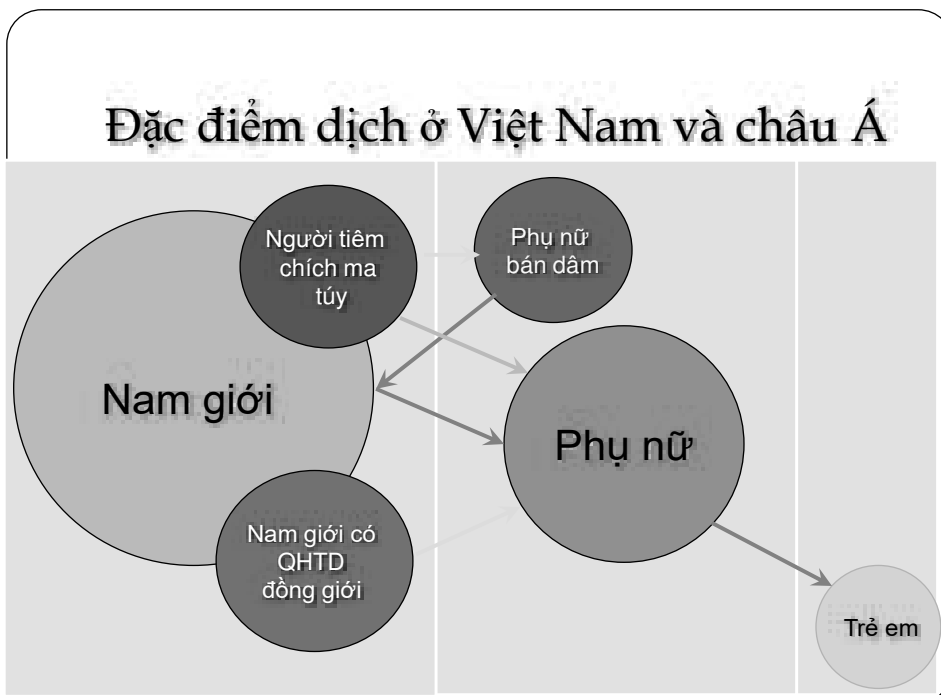 Đặc điểm dịch ở Việt Nam và châu Á
Người tiêm
chích ma
túy
Phụ nữ
bán dâm
Nam giới
Phụ nữ
Nam giới có
QHTD
đồng giới
Trẻ em